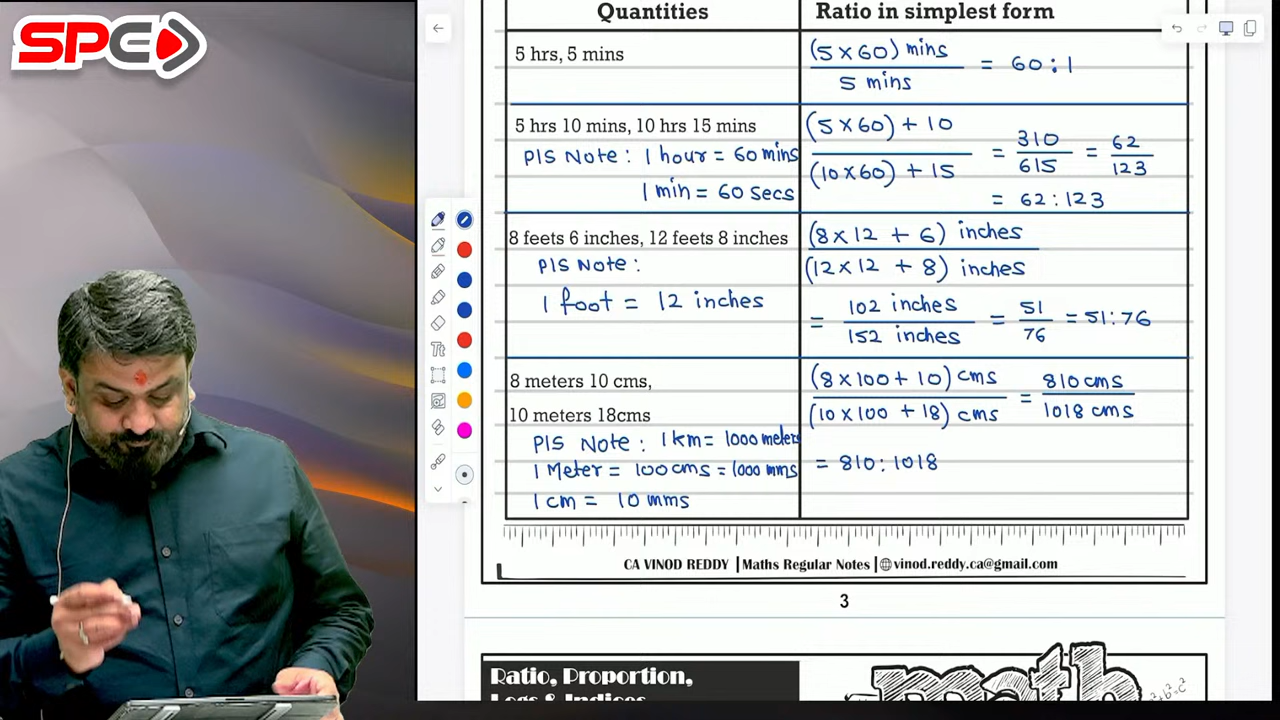 SPC
Quantities
Ratio in simplest form
5 hrs, 5 mins
(5 × 60) mins / 5 mins = 60 : 1
5 hrs 10 mins, 10 hrs 15 mins
PlS Note : 1 hour = 60 mins
1 min = 60 secs
(5 × 60) + 10 / (10 × 60) + 15 = 310 / 615 = 62 / 123
= 62 : 123
8 feets 6 inches, 12 feets 8 inches
PlS Note :
1 foot = 12 inches
(8 × 12 + 6) inches / (12 × 12 + 8) inches
= 102 inches / 152 inches = 51 / 76 = 51 : 76
8 meters 10 cms,
10 meters 18cms
PlS Note : 1 km = 1000 meters
1 Meter = 100 cms = 1000 mms
1 cm = 10 mms
(8 × 100 + 10) cms / (10 × 100 + 18) cms = 810 cms / 1018 cms
= 810 : 1018
CA VINOD REDDY | Maths Regular Notes | vinod.reddy.ca@gmail.com
3
Ratio, Proportion,
Logs & Indices
math
Tt